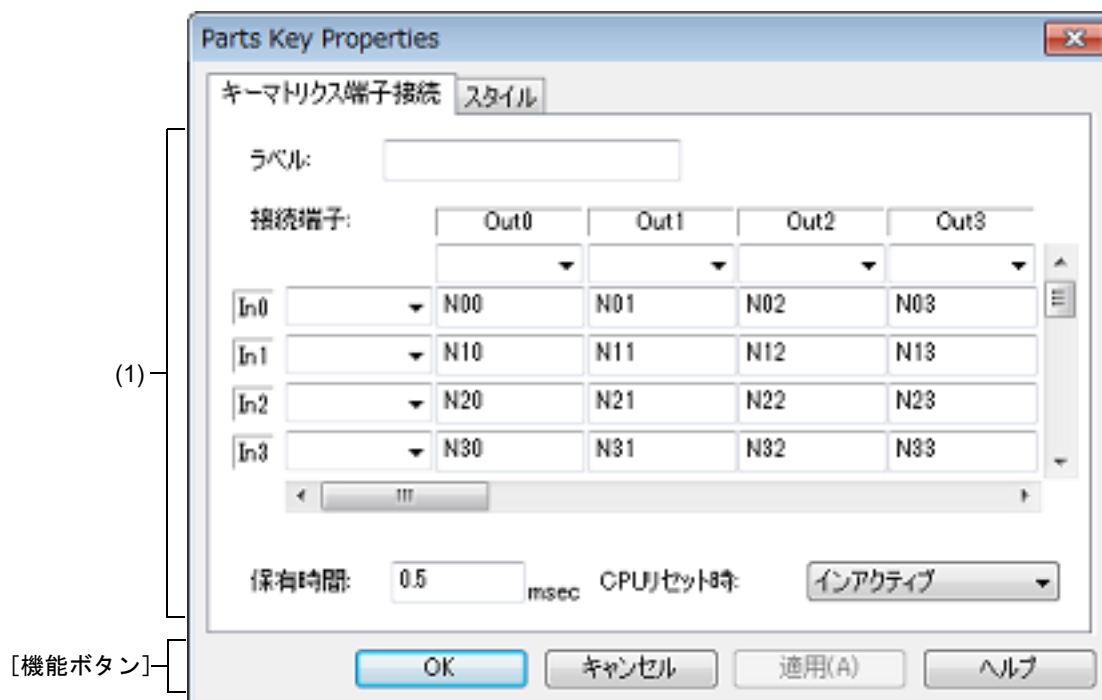 Parts Key Properties
キーマトリクス端子接続 スタイル
ラベル:
接続端子: Out0 Out1 Out2 Out3
In0 N00 N01 N02 N03
In1 N10 N11 N12 N13
(1)
In2 N20 N21 N22 N23
In3 N30 N31 N32 N33
保有時間: 0.5 msec CPUリセット時: インアクティブ
[機能ボタン] OK キャンセル 適用(A) ヘルプ